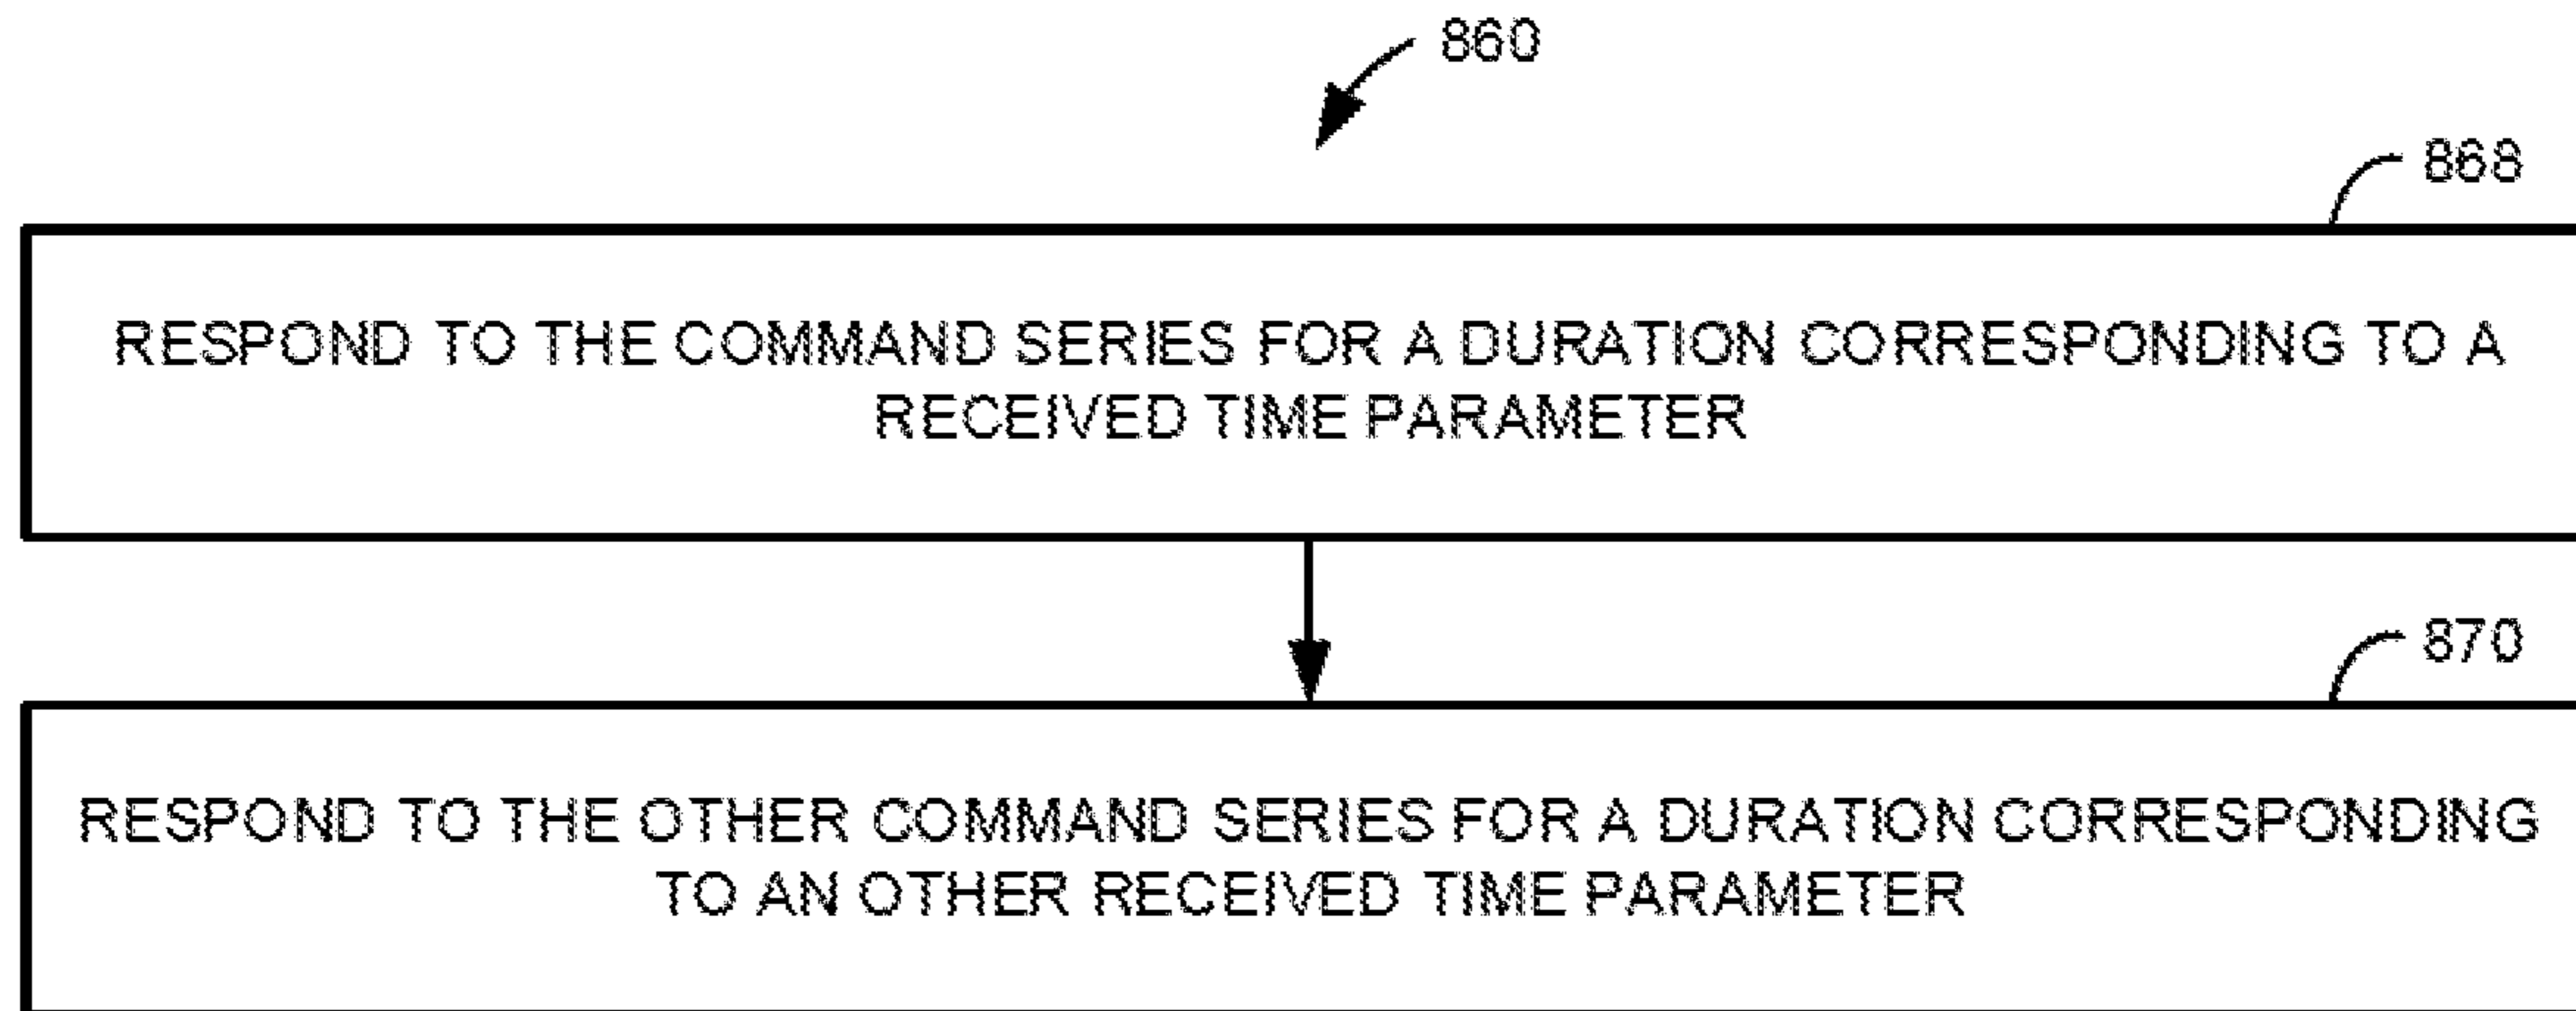 860
868
RESPOND TO THE COMMAND SERIES FOR A DURATION CORRESPONDING TO A
RECEIVED TIME PARAMETER
870
RESPOND TO THE OTHER COMMAND SERIES FOR A DURATION CORRESPONDING
TO AN OTHER RECEIVED TIME PARAMETER